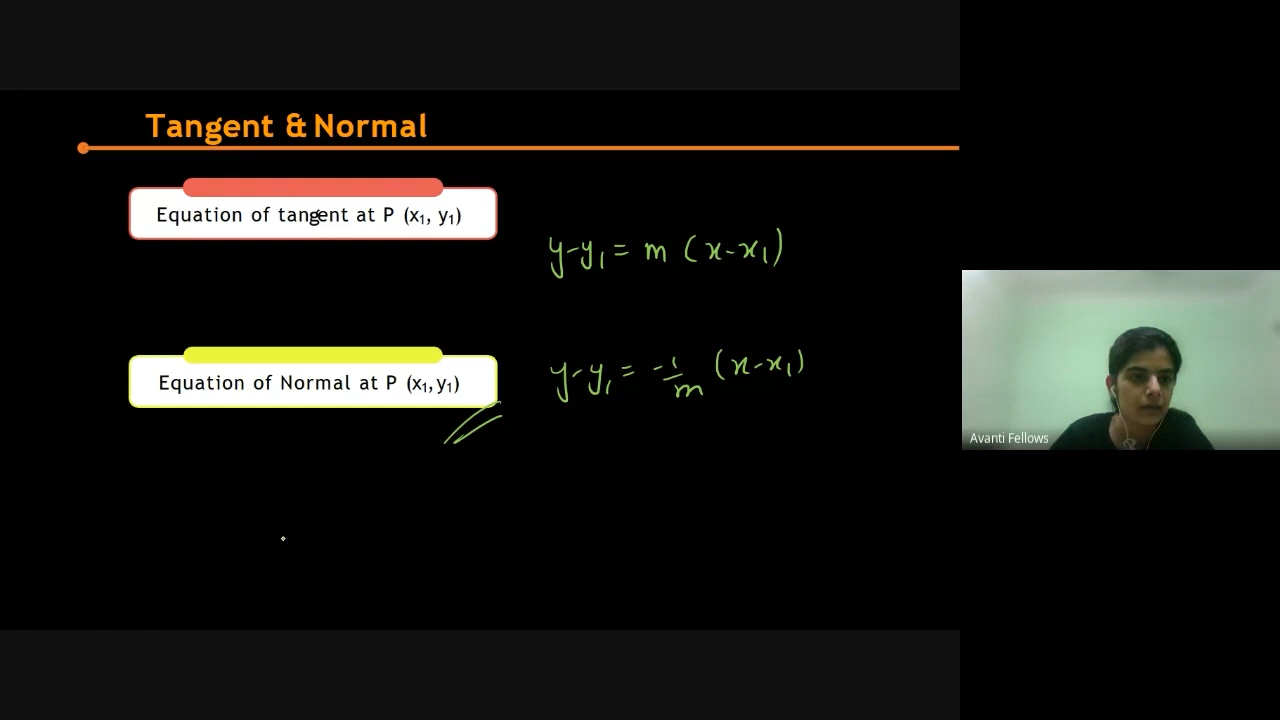 Tangent & Normal
Equation of tangent at P (x₁, y₁)
y-y₁ = m (x-x₁)
Equation of Normal at P (x₁,y₁)
y-y₁ = -1/m (x-x₁)
Avanti Fellows